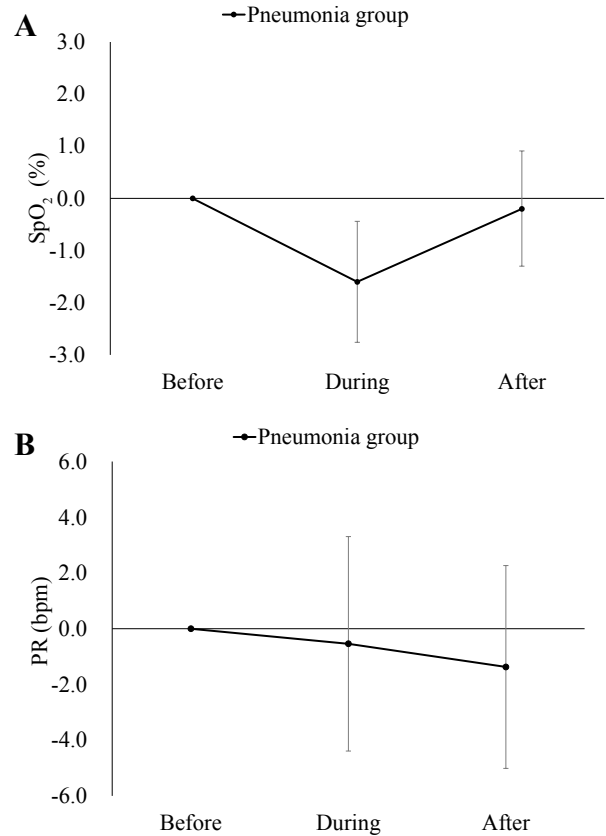 A
Pneumonia group
SpO₂ (%)
3.0
2.0
1.0
0.0
-1.0
-2.0
-3.0
Before During After
B
Pneumonia group
PR (bpm)
6.0
4.0
2.0
0.0
-2.0
-4.0
-6.0
Before During After